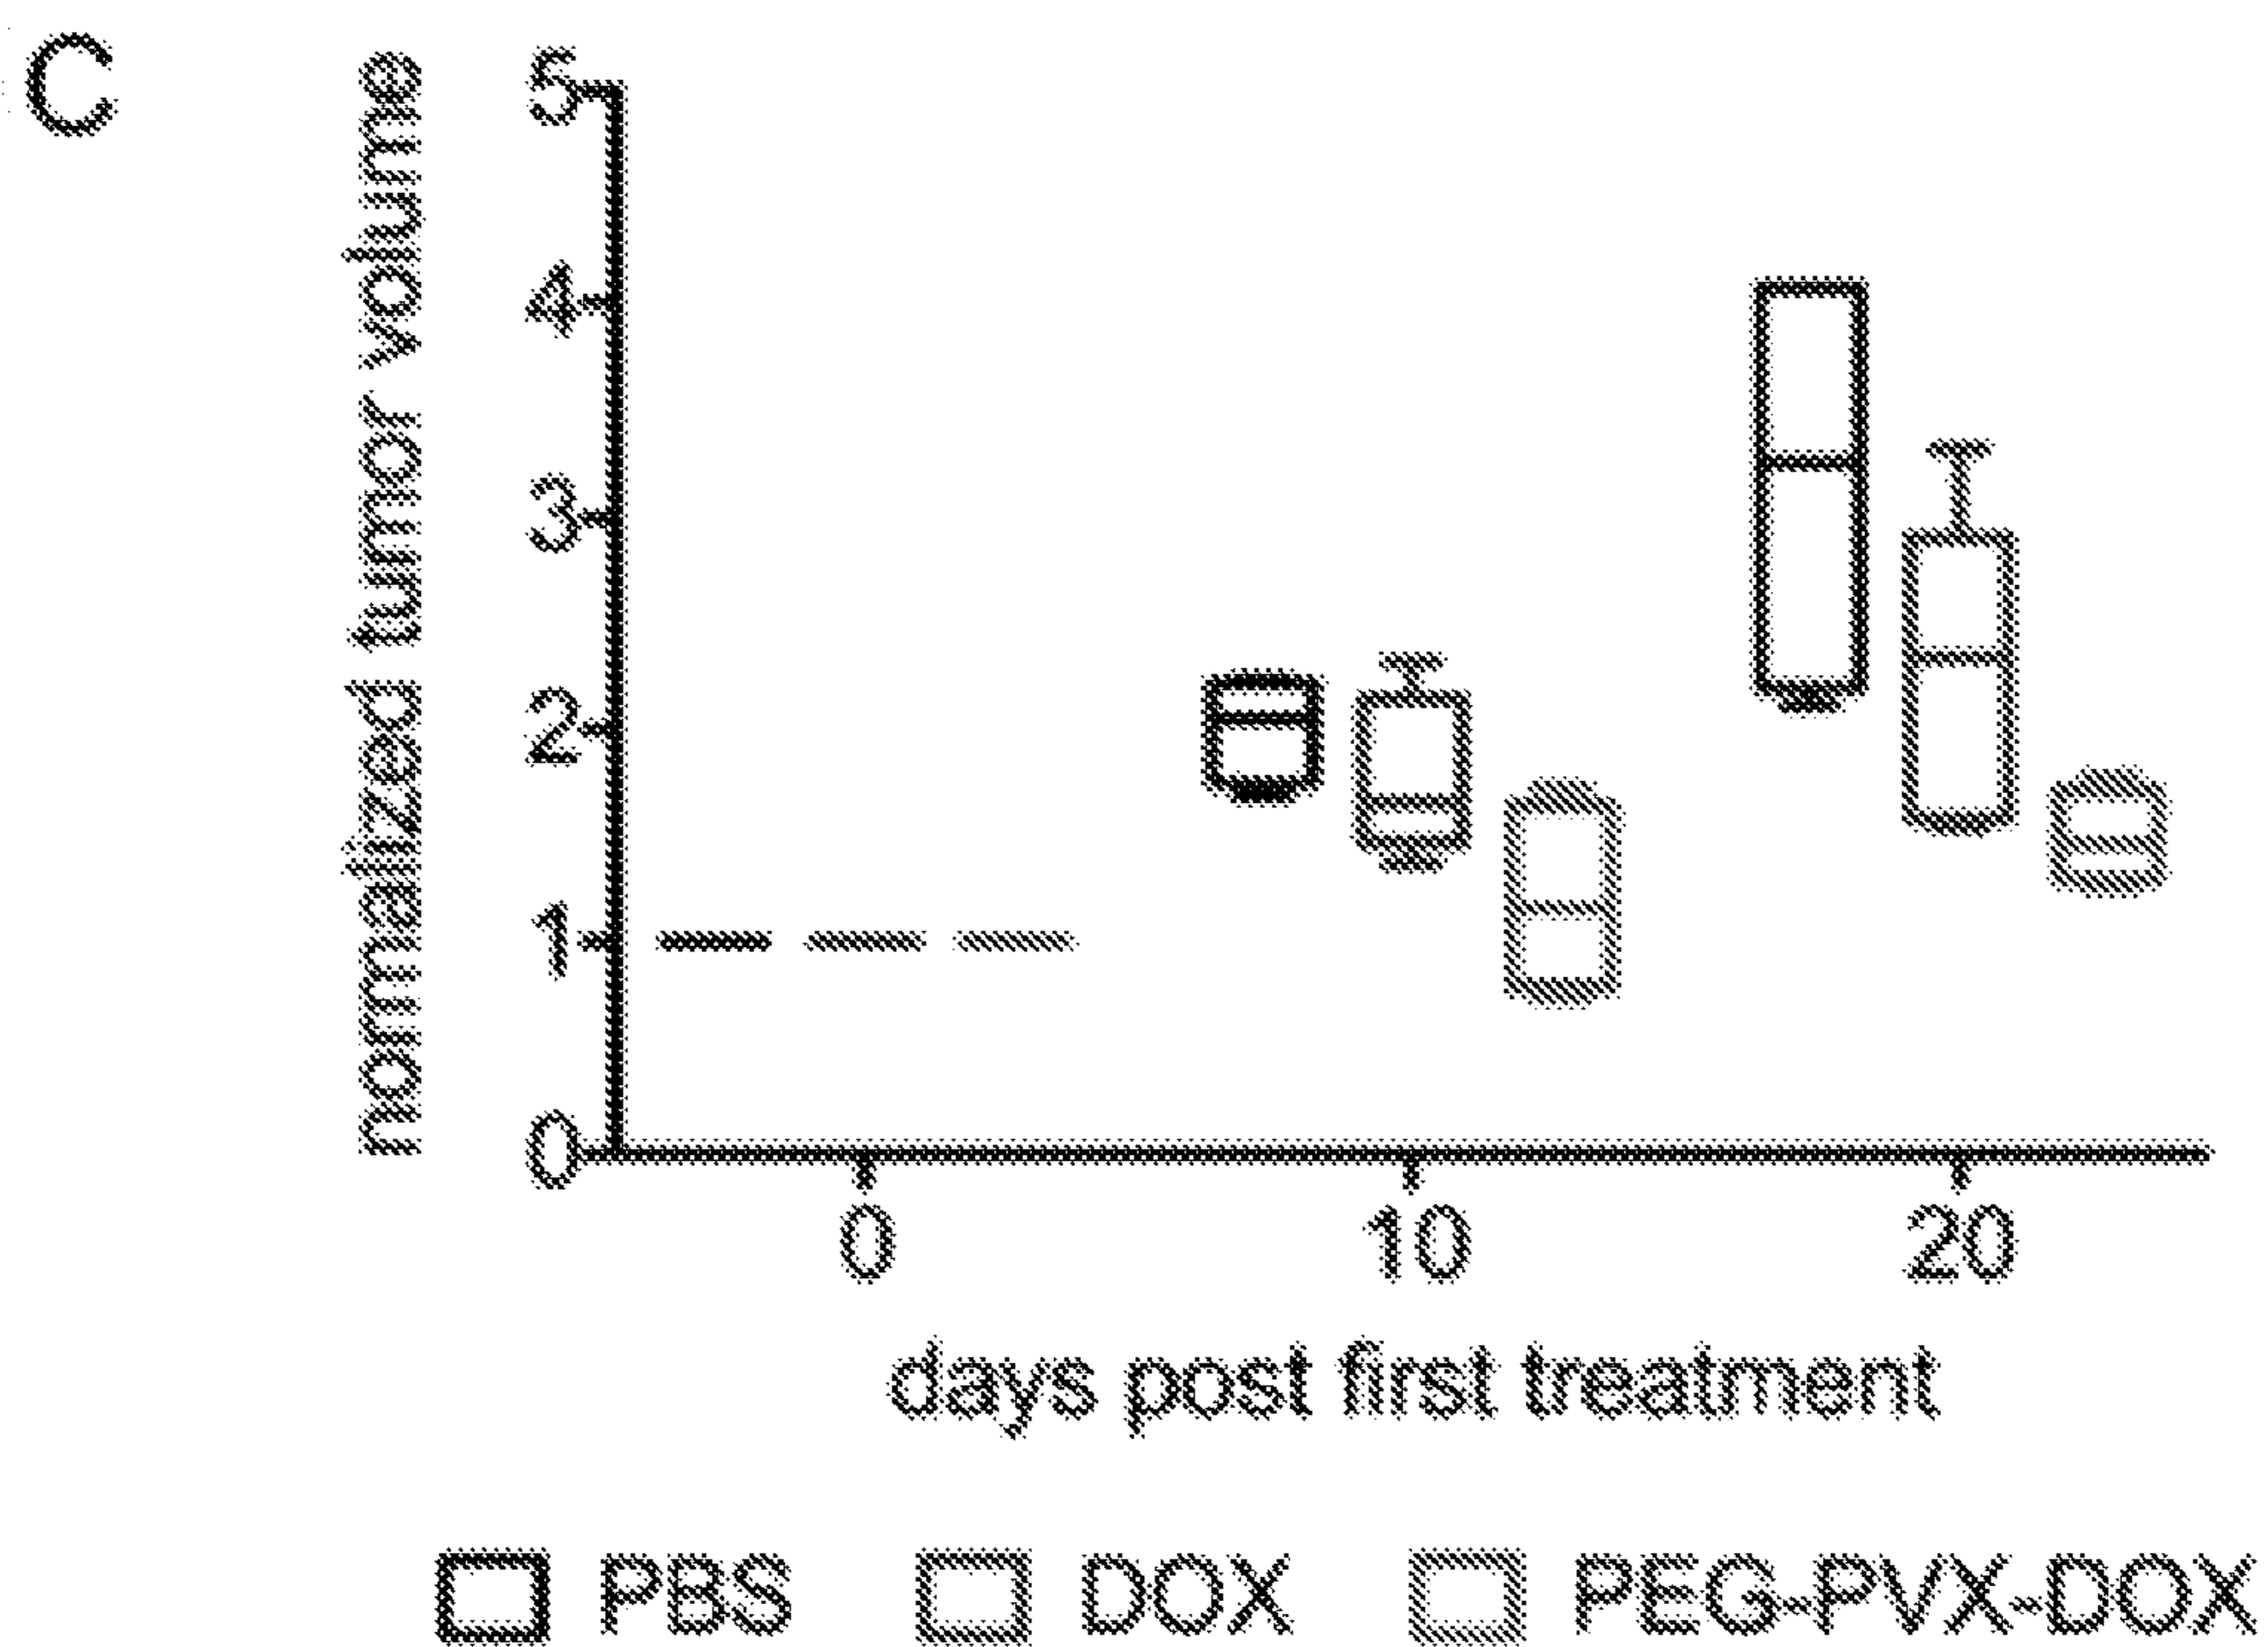 C
normalized tumor volume
5
4
3
2
1
0
0 10 20
days post first treatment
PBS DOX PEG-PVX-DOX